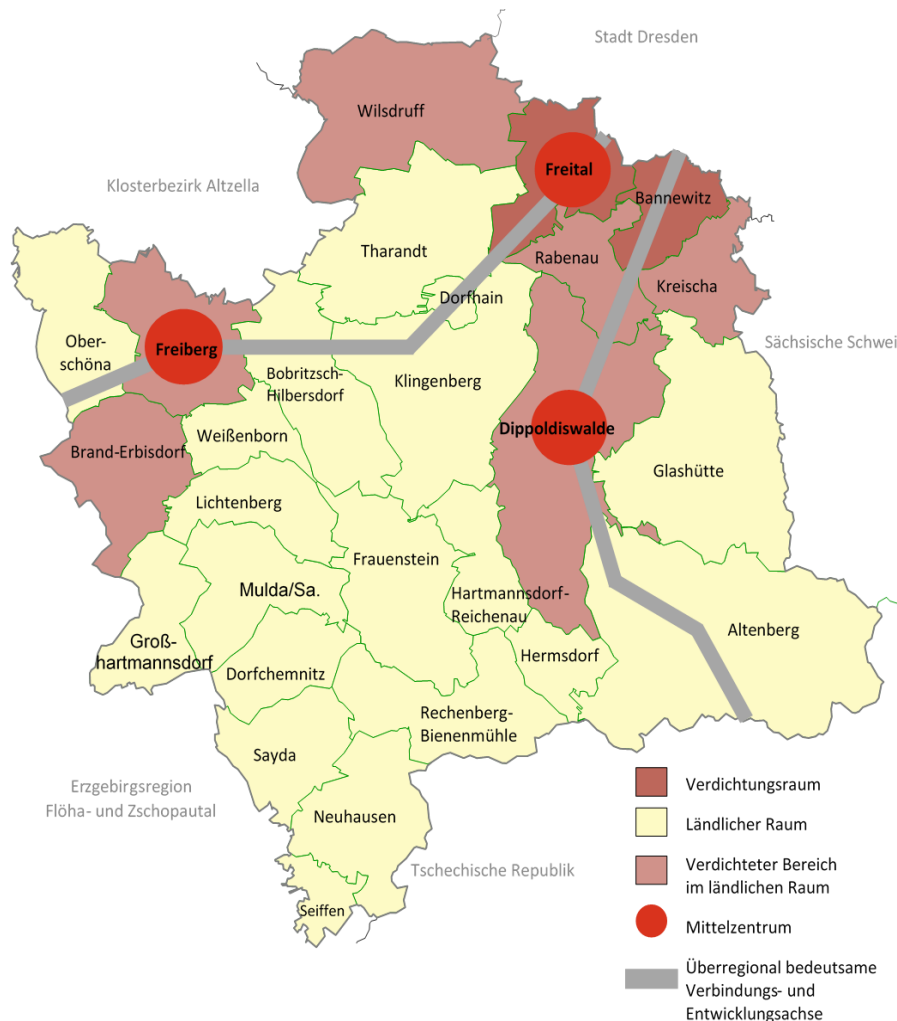 Stadt Dresden
Wilsdruff
Freital
Klosterbezirk Altzella
Bannewitz
Tharandt
Rabenau
Dorfhain
Kreischa
Ober-
schöna
Freiberg
Sächsische Schwei
Bobritzsch-
Hilbersdorf
Klingenberg
Dippoldiswalde
Weißenborn
Brand-Erbisdorf
Glashütte
Lichtenberg
Frauenstein
Mulda/Sa.
Hartmannsdorf-
Reichenau
Altenberg
Groß-
hartmannsdorf
Hermsdorf
Dorfchemnitz
Rechenberg-
Bienenmühle
Sayda
Erzgebirgsregion
Flöha- und Zschopautal
Neuhausen
Tschechische Republik
Seiffen
Verdichtungsraum
Ländlicher Raum
Verdichteter Bereich
im ländlichen Raum
Mittelzentrum
Überregional bedeutsame
Verbindungs- und
Entwicklungsachse